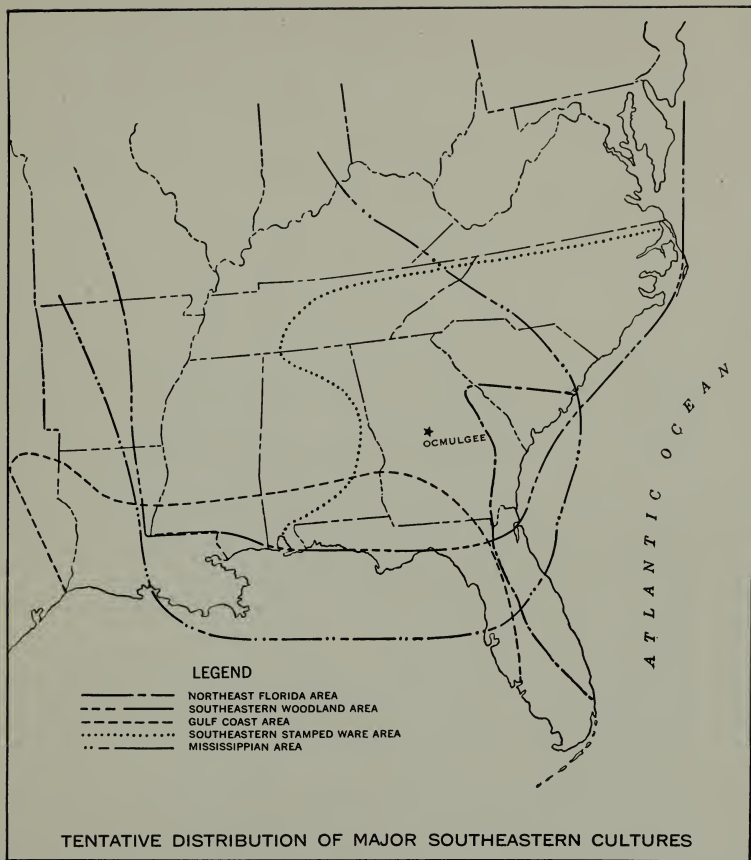 OCMULGEE
ATLANTIC OCEAN
LEGEND
NORTHEAST FLORIDA AREA
SOUTHEASTERN WOODLAND AREA
GULF COAST AREA
SOUTHEASTERN STAMPED WARE AREA
MISSISSIPPIAN AREA
TENTATIVE DISTRIBUTION OF MAJOR SOUTHEASTERN CULTURES